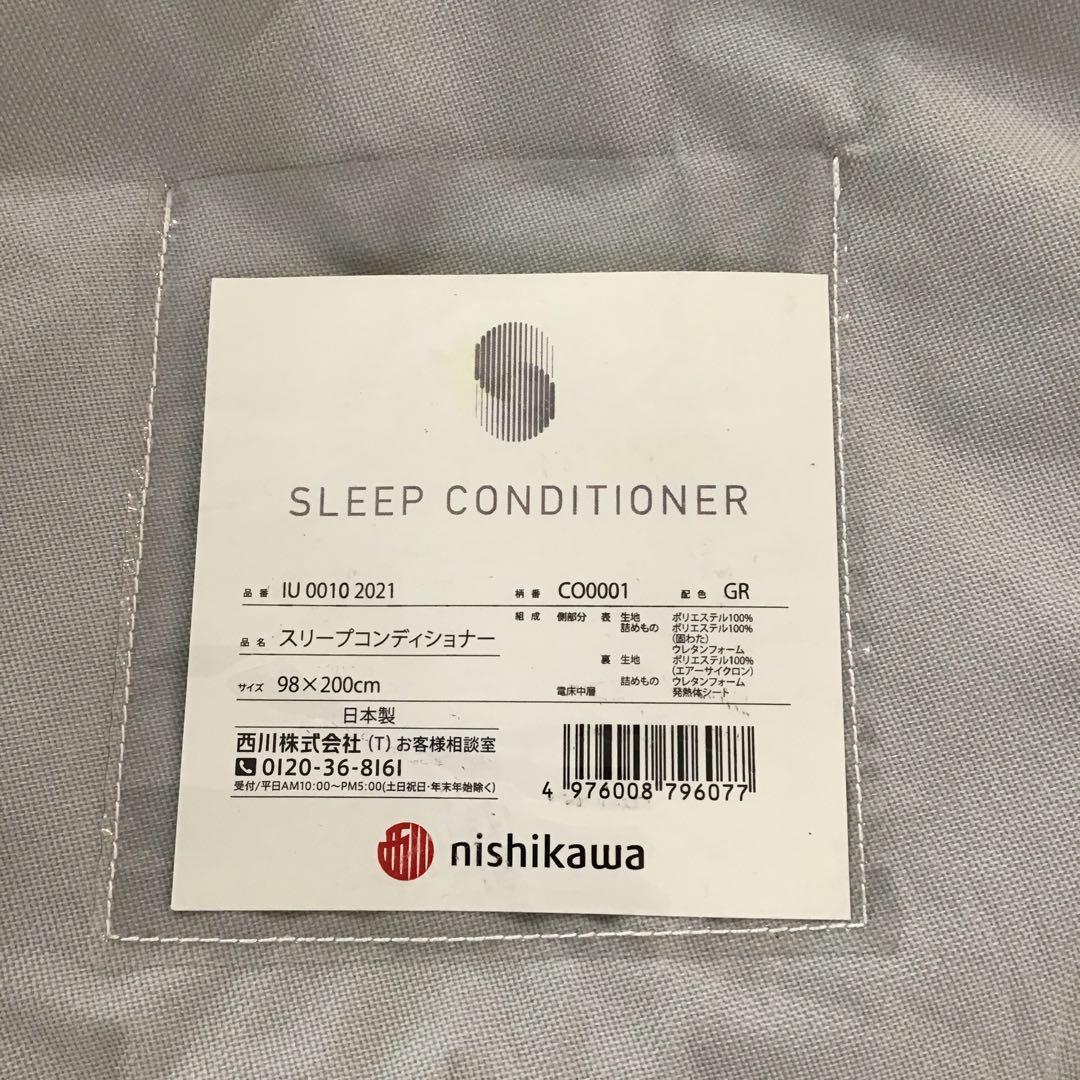 SLEEP CONDITIONER
品番 IU 0010 2021 柄番 CO0001 配色 GR
品名 スリープコンディショナー
サイズ 98×200cm
組成 側部分 表 生地 ポリエステル100%
詰めもの ポリエステル100%
(固わた)
ウレタンフォーム
裏 生地 ポリエステル100%
(エアーサイクロン)
詰めもの ウレタンフォーム
電床中層 発熱体シート
日本製
西川株式会社(T)お客様相談室
0120-36-8161
受付/平日AM10:00~PM5:00(土日祝日・年末年始除く)
4 976008 796077
西川 nishikawa